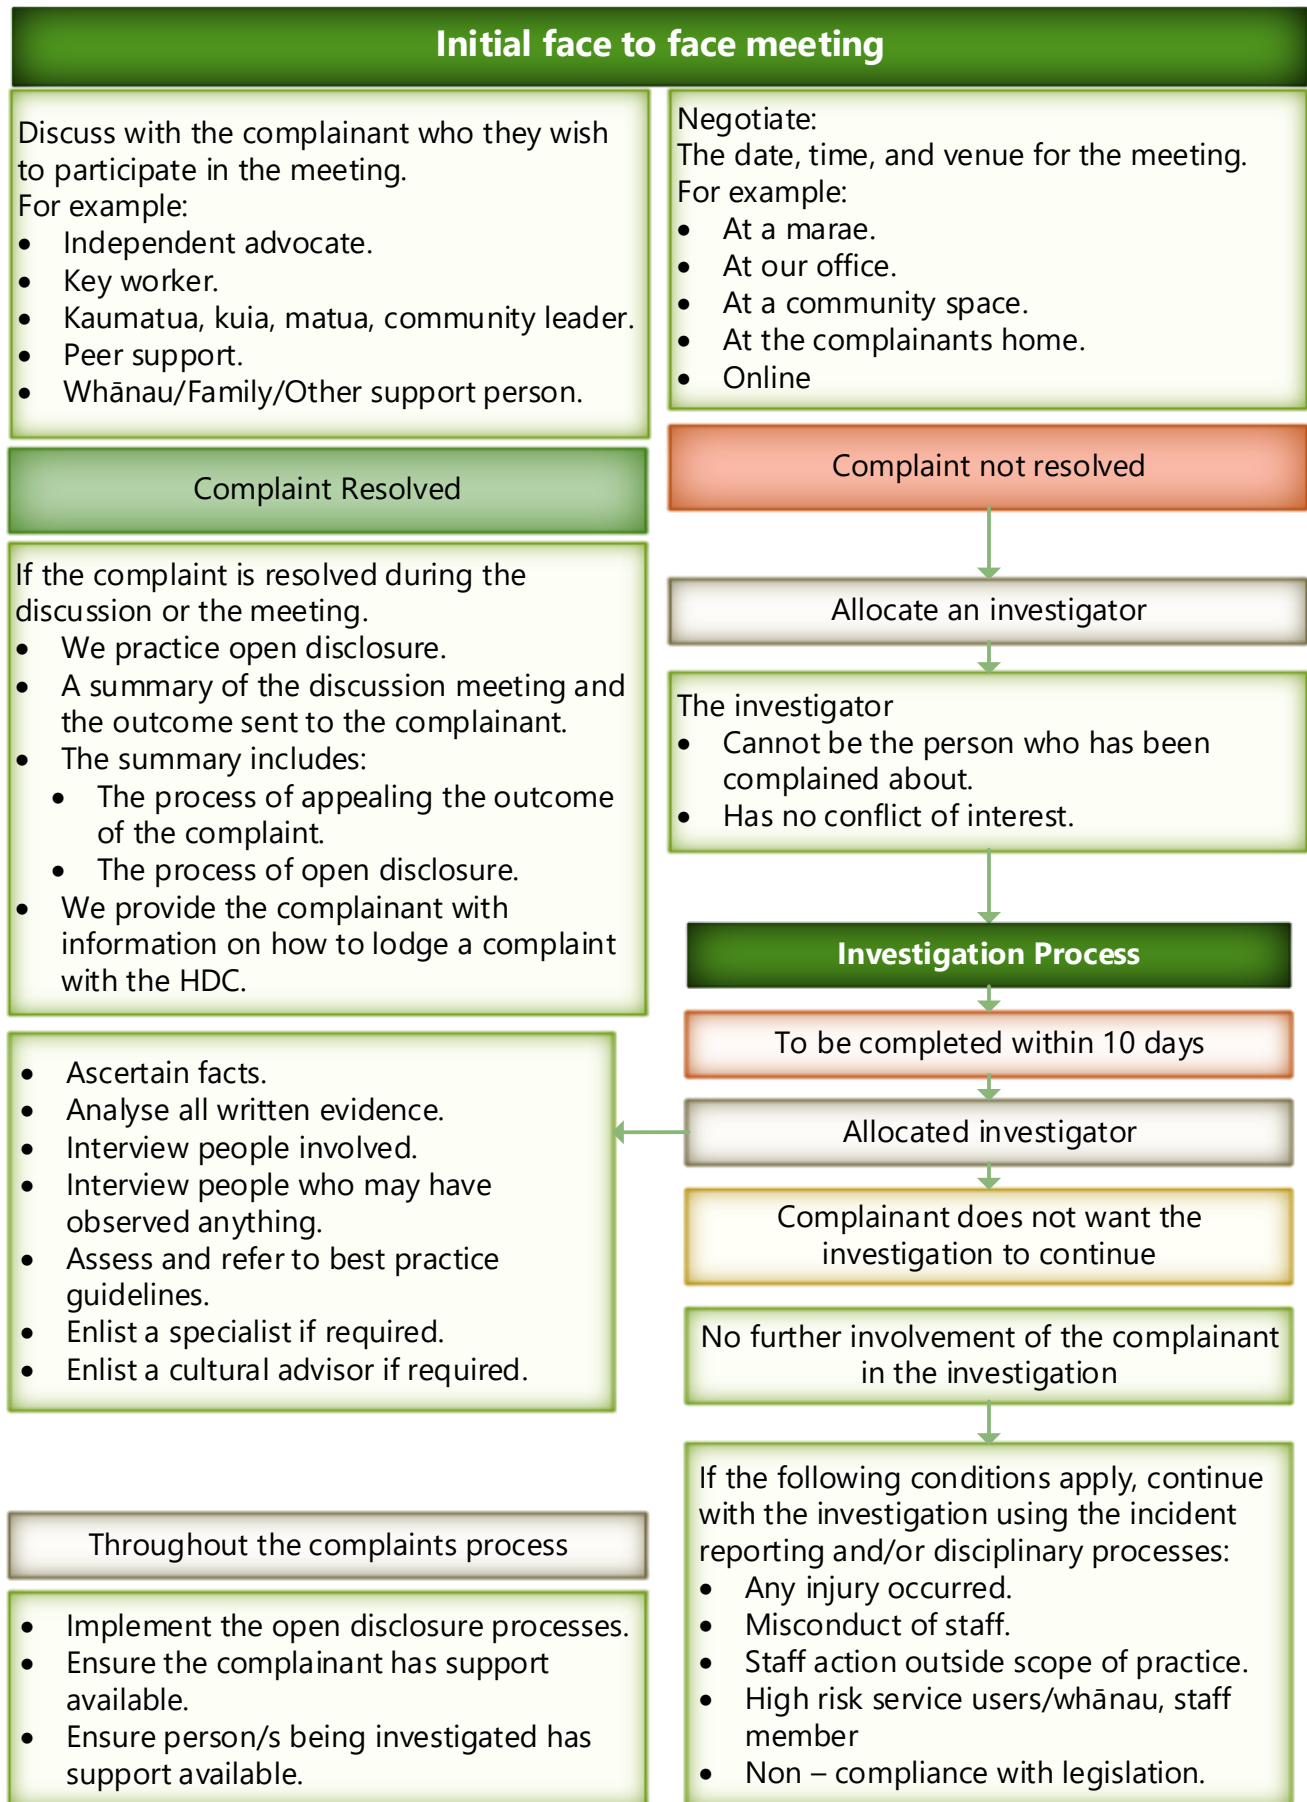 Initial face to face meeting
Discuss with the complainant who they wish
to participate in the meeting.
For example:
• Independent advocate.
• Key worker.
• Kaumatua, kuia, matua, community leader.
• Peer support.
• Whānau/Family/Other support person.
Negotiate:
The date, time, and venue for the meeting.
For example:
• At a marae.
• At our office.
• At a community space.
• At the complainants home.
• Online
Complaint Resolved
If the complaint is resolved during the
discussion or the meeting.
• We practice open disclosure.
• A summary of the discussion meeting and
the outcome sent to the complainant.
• The summary includes:
• The process of appealing the outcome
of the complaint.
• The process of open disclosure.
• We provide the complainant with
information on how to lodge a complaint
with the HDC.
Complaint not resolved
Allocate an investigator
The investigator
• Cannot be the person who has been
complained about.
• Has no conflict of interest.
Investigation Process
To be completed within 10 days
Allocated investigator
• Ascertain facts.
• Analyse all written evidence.
• Interview people involved.
• Interview people who may have
observed anything.
• Assess and refer to best practice
guidelines.
• Enlist a specialist if required.
• Enlist a cultural advisor if required.
Complainant does not want the
investigation to continue
No further involvement of the complainant
in the investigation
If the following conditions apply, continue
with the investigation using the incident
reporting and/or disciplinary processes:
• Any injury occurred.
• Misconduct of staff.
• Staff action outside scope of practice.
• High risk service users/whānau, staff
member
• Non – compliance with legislation.
Throughout the complaints process
• Implement the open disclosure processes.
• Ensure the complainant has support
available.
• Ensure person/s being investigated has
support available.